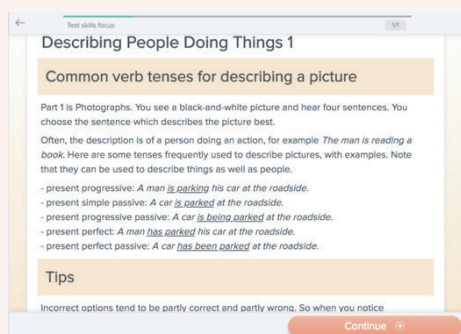 Test skills focus
1/1
Describing People Doing Things 1
Common verb tenses for describing a picture
Part 1 is Photographs. You see a black-and-white picture and hear four sentences. You
choose the sentence which describes the picture best.
Often, the description is of a person doing an action, for example The man is reading a
book. Here are some tenses frequently used to describe pictures, with examples. Note
that they can be used to describe things as well as people.
- present progressive: A man is parking his car at the roadside.
- present simple passive: A car is parked at the roadside.
- present progressive passive: A car is being parked at the roadside.
- present perfect: A man has parked his car at the roadside.
- present perfect passive: A car has been parked at the roadside.
Tips
Incorrect options tend to be partly correct and partly wrong. So when you notice
Continue